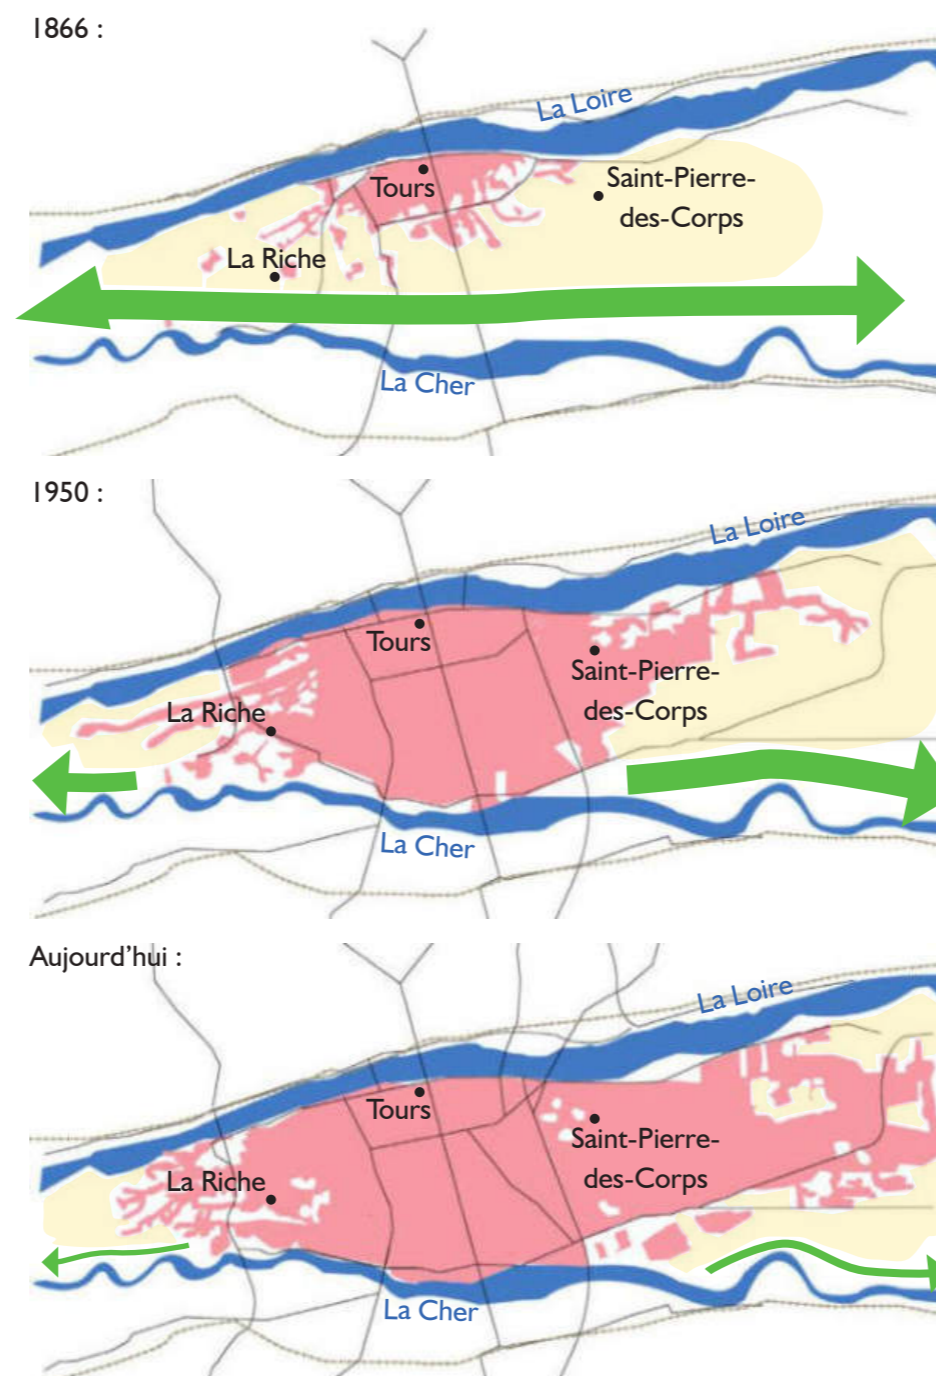 1866 :
La Loire
Tours
Saint-Pierre-
des-Corps
La Riche
La Cher
1950 :
La Loire
Tours
Saint-Pierre-
des-Corps
La Riche
La Cher
Aujourd'hui :
La Loire
Tours
Saint-Pierre-
des-Corps
La Riche
La Cher